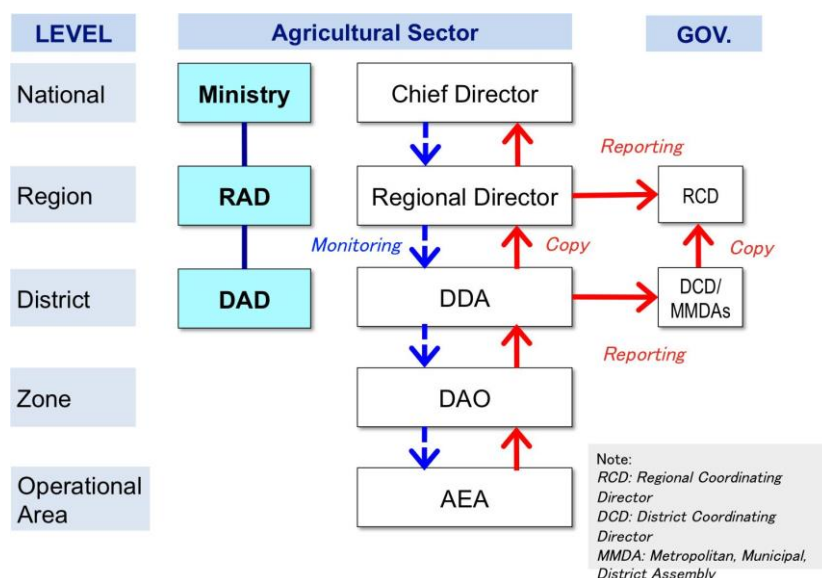 LEVEL
Agricultural Sector
GOV.
National
Ministry
Chief Director
Reporting
Region
RAD
Regional Director
RCD
Monitoring
Copy
Copy
District
DAD
DDA
DCD/
MMDAs
Reporting
Zone
DAO
Operational
Area
AEA
Note:
RCD: Regional Coordinating
Director
DCD: District Coordinating
Director
MMDA: Metropolitan, Municipal,
District Assembly